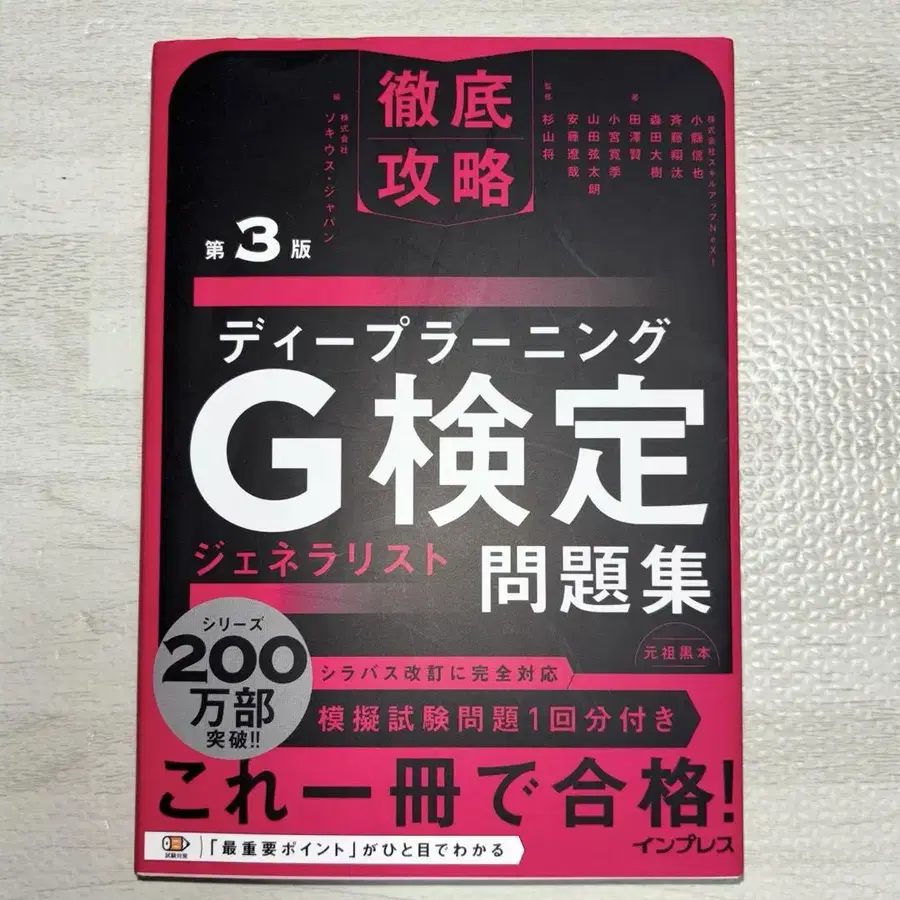 徹底
攻略
株式会社スキルアップNeXt
小縣信也
斉藤翔汰
森田大樹
田澤賢
小宮寛季
山田弦太朗
安藤遼哉
著
監修
杉山将
株式会社
ソキウス・ジャパン
編
第3版
ディープラーニング
G検定
ジェネラリスト
問題集
元祖黒本
シリーズ
200
万部
突破!!
シラバス改訂に完全対応
模擬試験問題1回分付き
これ一冊で合格!
試験対策
「最重要ポイント」がひと目でわかる
インプレス